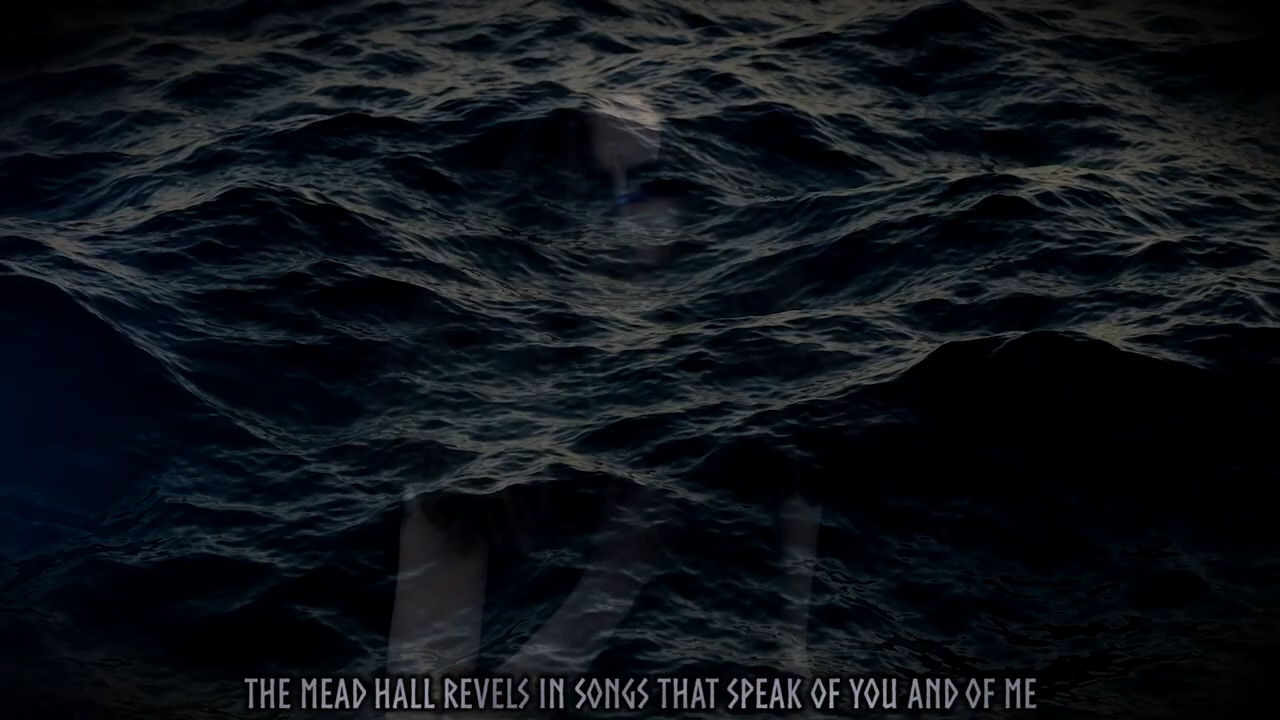 THE MEAD HALL REVELS IN SONGS THAT SPEAK OF YOU AND OF ME